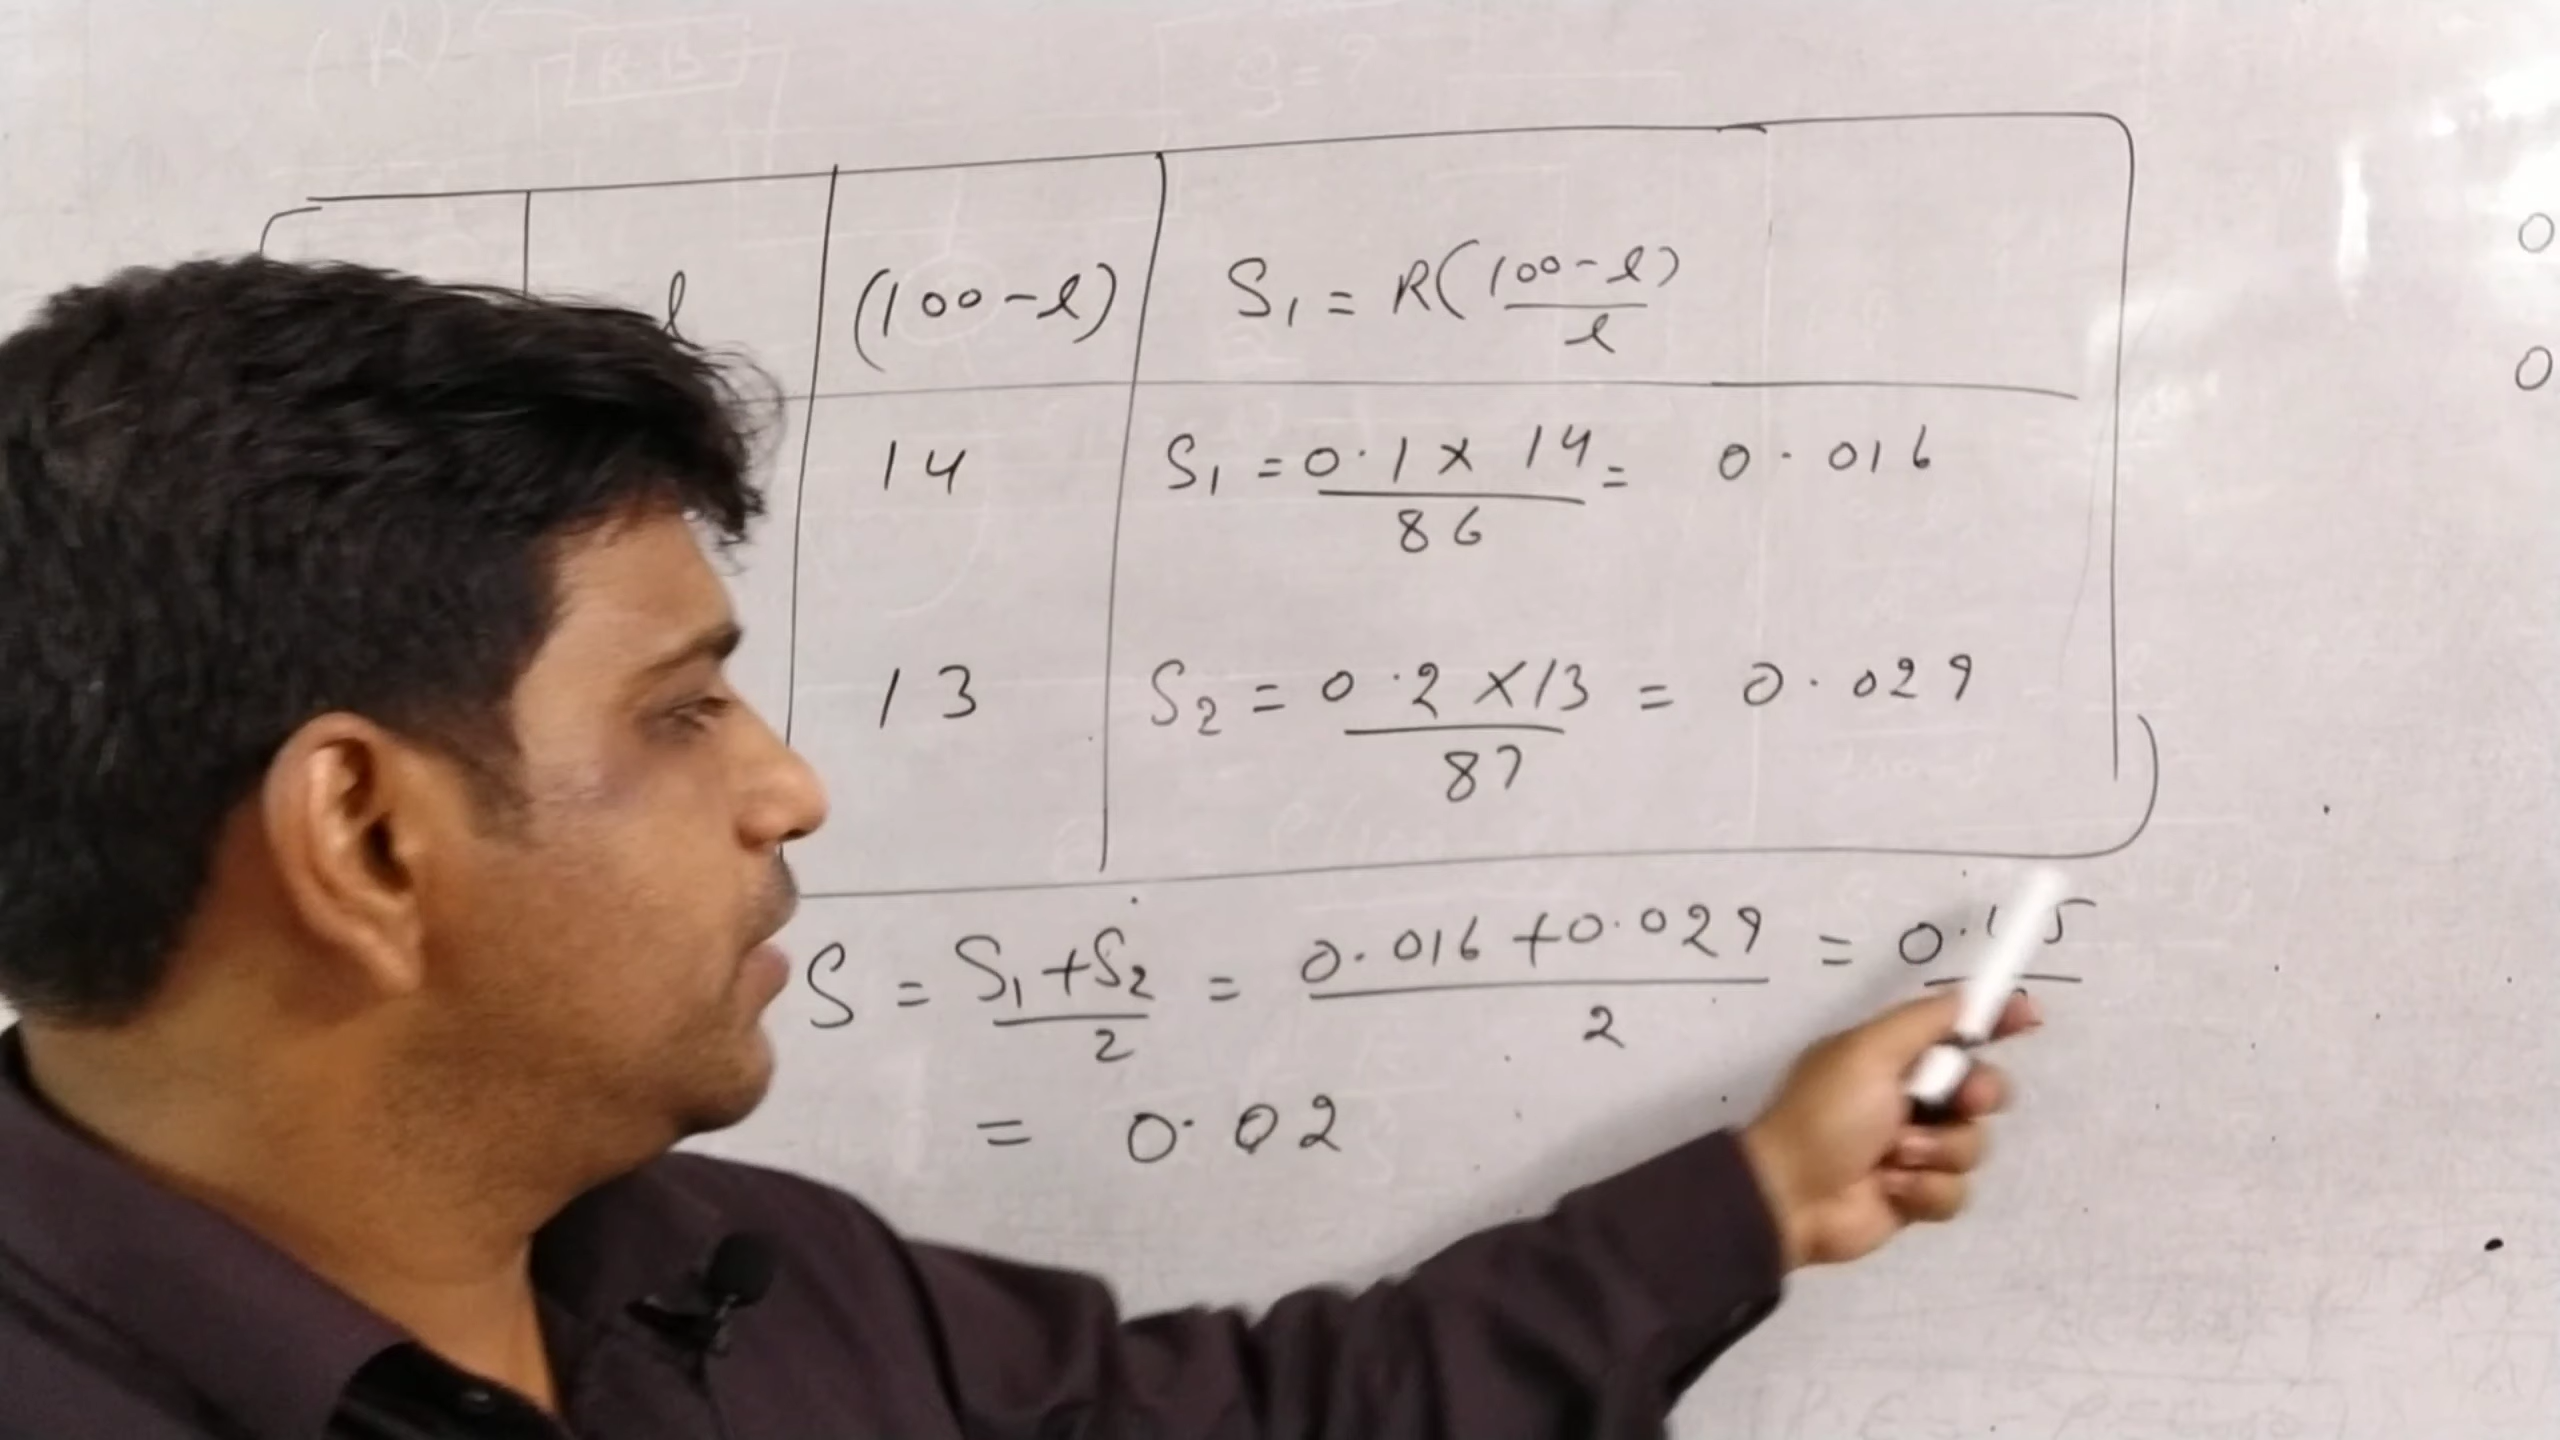 l (100-l) S₁ = R(100-l)/l
14 S₁ = 0.1 x 14/86 = 0.016
13 S₂ = 0.2 x 13/87 = 0.029
S = S₁+S₂/2 = 0.016+0.029/2 =
= 0.02